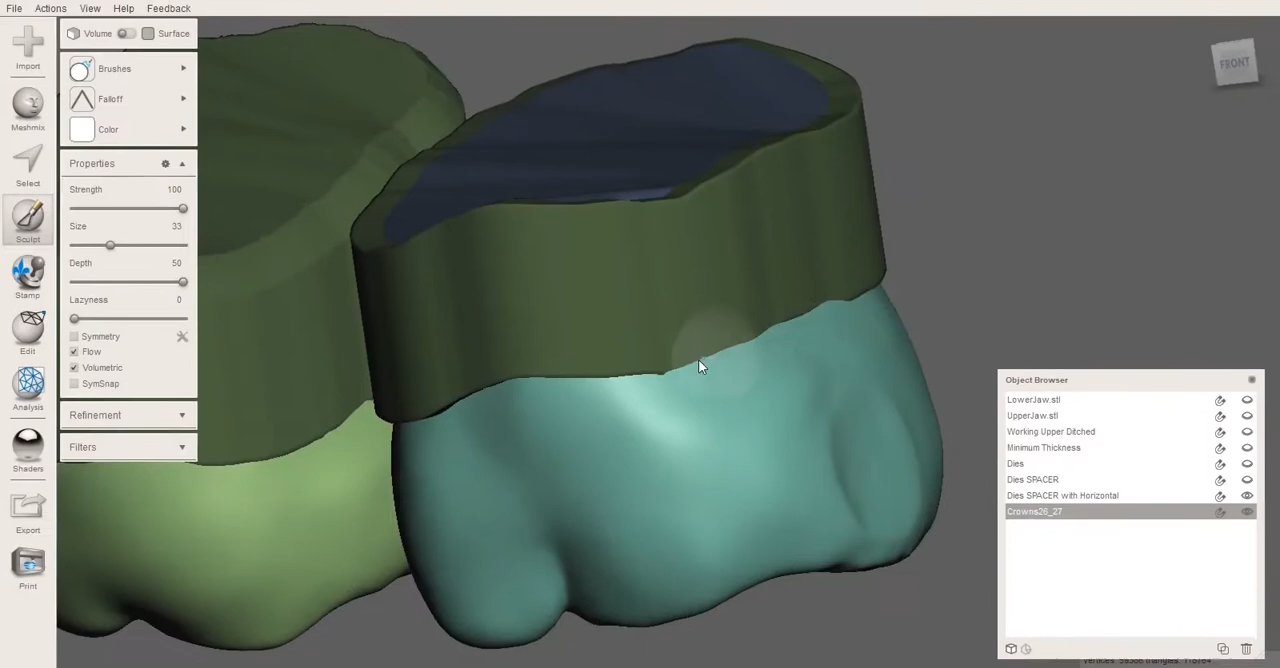 File Actions View Help Feedback
Import
Meshmix
Select
Sculpt
Stamp
Edit
Analysis
Shaders
Export
Print
Volume Surface
Brushes
Falloff
Color
Properties
Strength 100
Size 33
Depth 50
Lazyness 0
Symmetry
Flow
Volumetric
SymSnap
Refinement
Filters
FRONT
Object Browser
LowerJaw.stl
UpperJaw.stl
Working Upper Ditched
Minimum Thickness
Dies
Dies SPACER
Dies SPACER with Horizontal
Crowns26_27